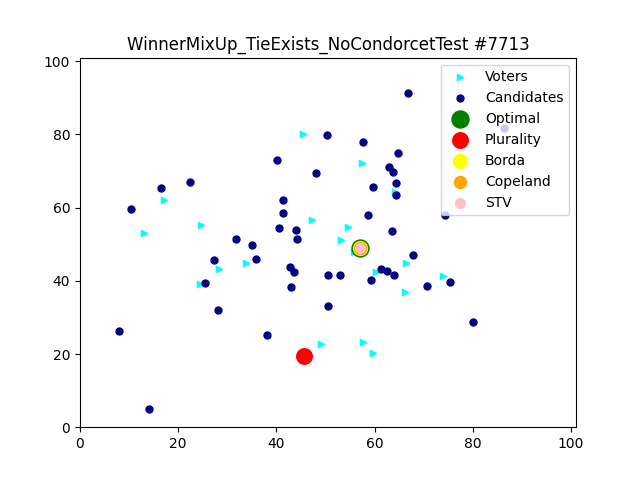 WinnerMixUp_TieExists_NoCondorcetTest #7713
100
80
60
40
20
0
0
20
40
60
80
100
Voters
Candidates
Optimal
Plurality
Borda
Copeland
STV